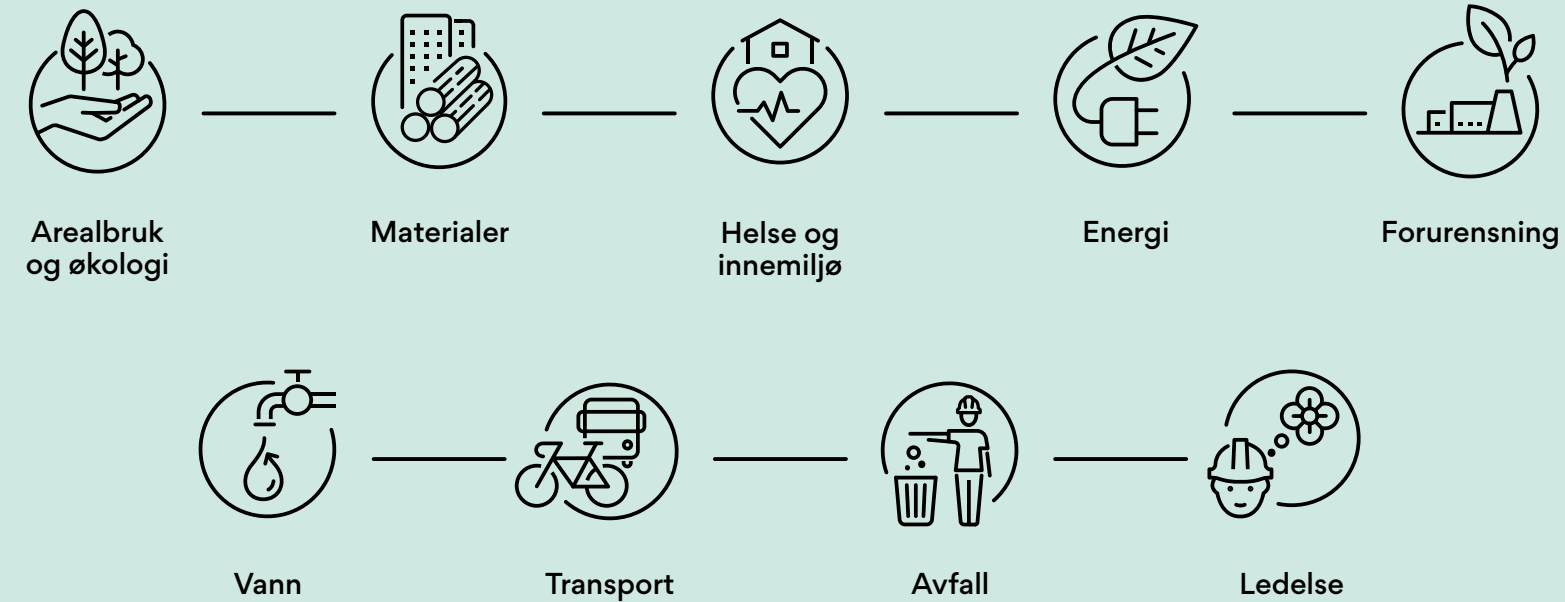 Arealbruk
og økologi
Materialer
Helse og
innemiljø
Energi
Forurensning
Vann
Transport
Avfall
Ledelse